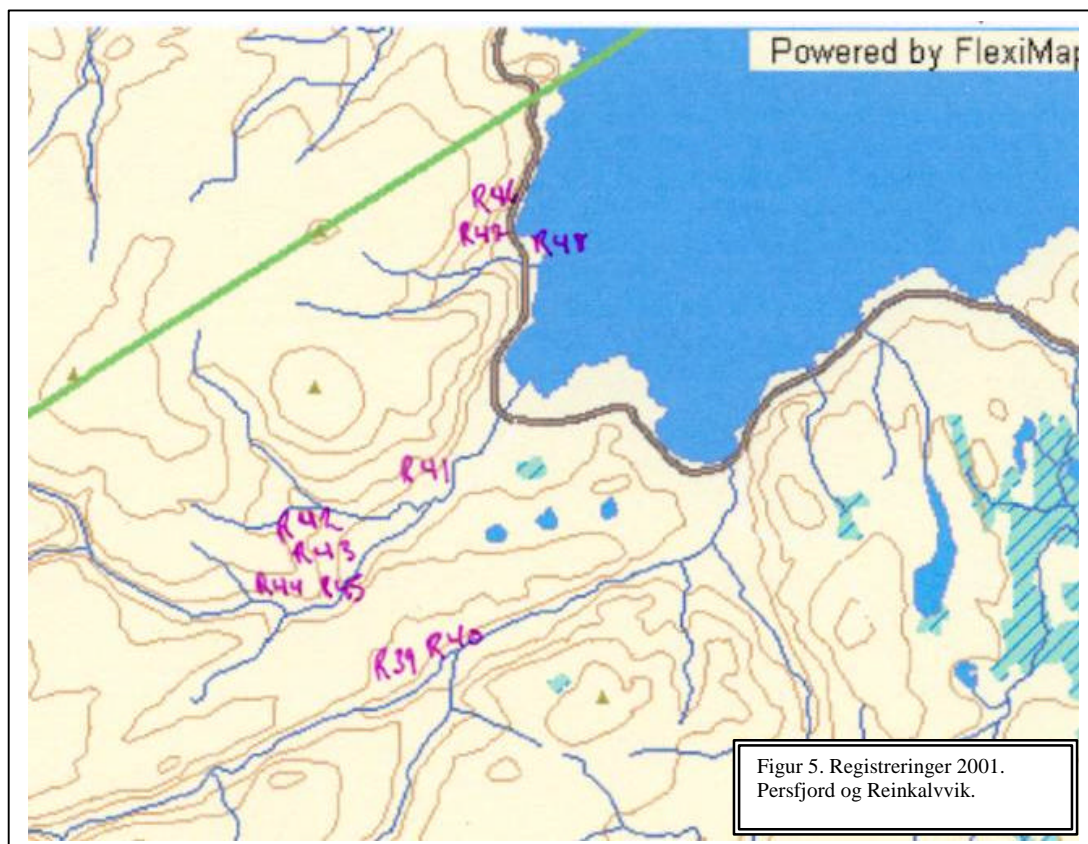 Powered by FlexiMap
R46
R47
R48
R41
R42
R43
R44 R45
R39 R40
Figur 5. Registreringer 2001.
Persfjord og Reinkalvvik.